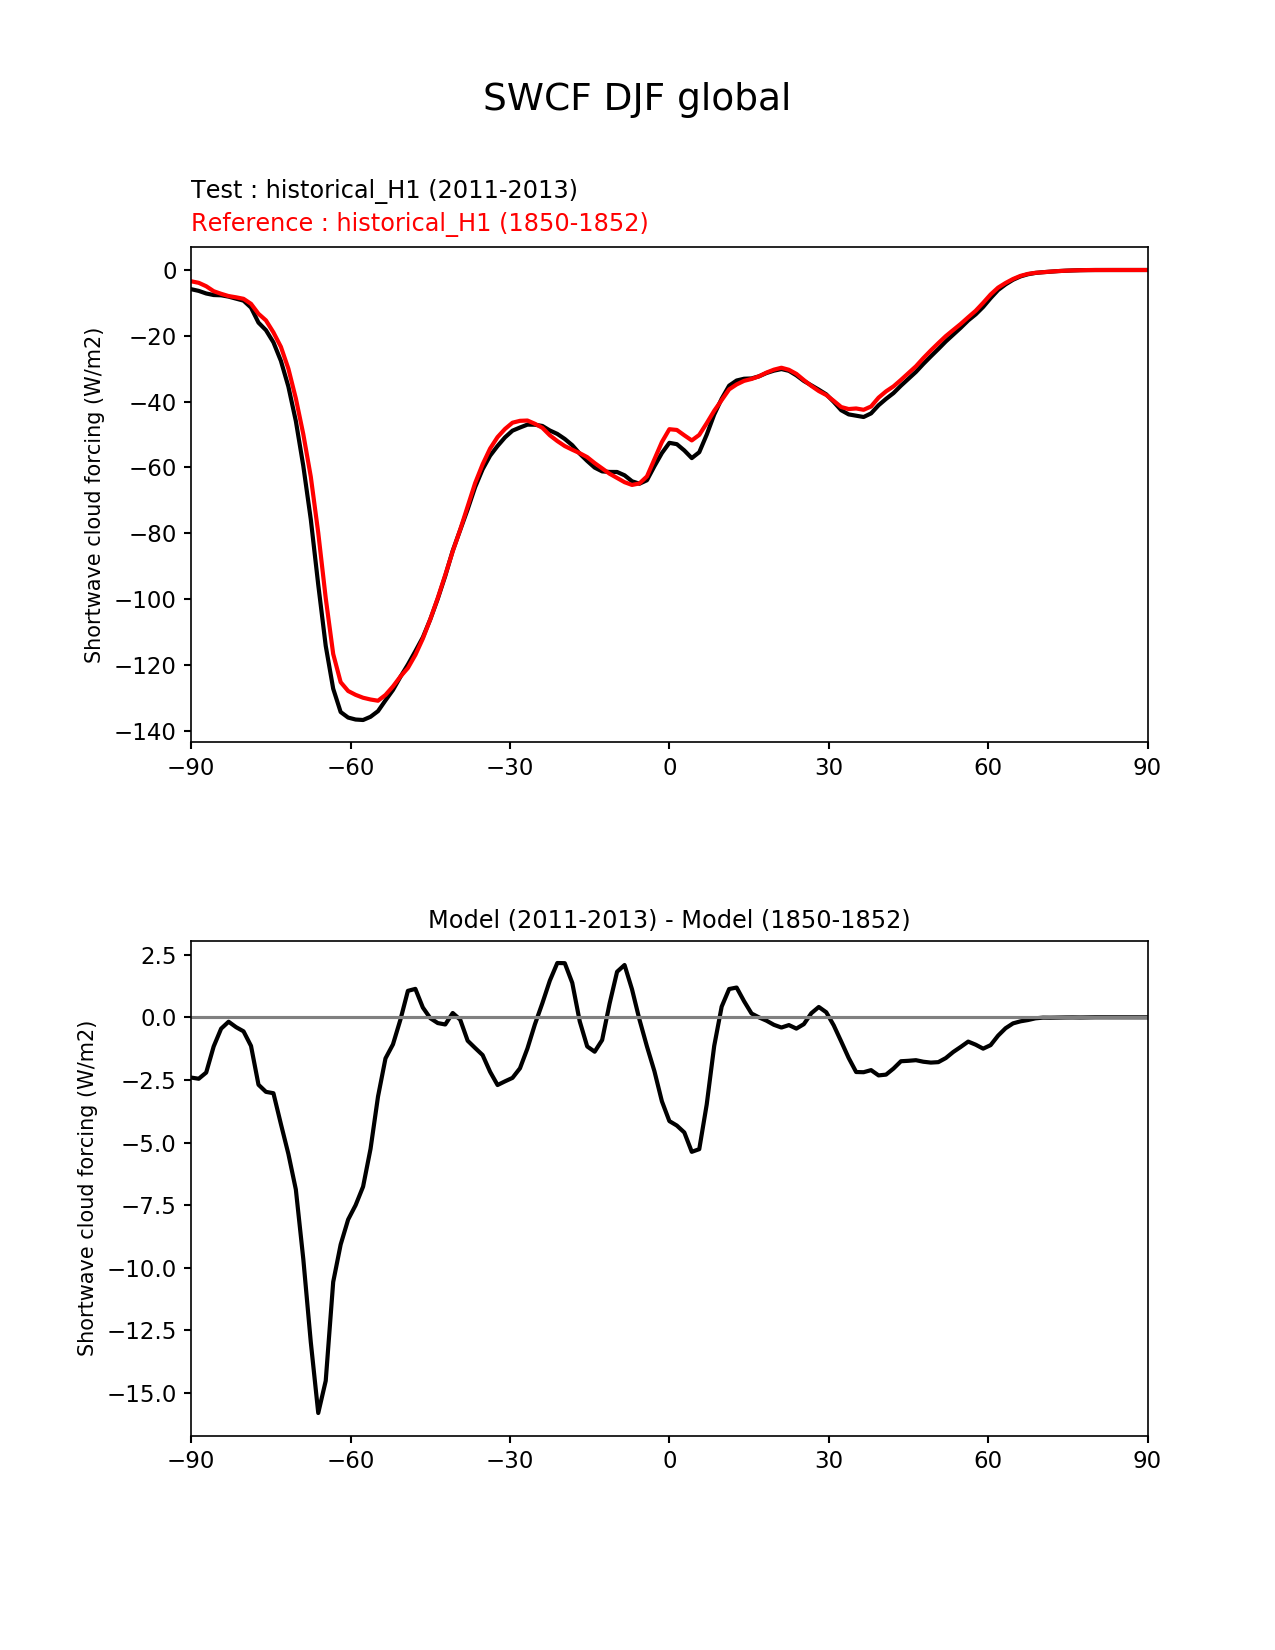 SWCF DJF global
Test : historical_H1 (2011-2013)
Reference : historical_H1 (1850-1852)
Shortwave cloud forcing (W/m2)
0
−20
−40
−60
−80
−100
−120
−140
−90 −60 −30 0 30 60 90
Model (2011-2013) - Model (1850-1852)
Shortwave cloud forcing (W/m2)
2.5
0.0
−2.5
−5.0
−7.5
−10.0
−12.5
−15.0
−90 −60 −30 0 30 60 90